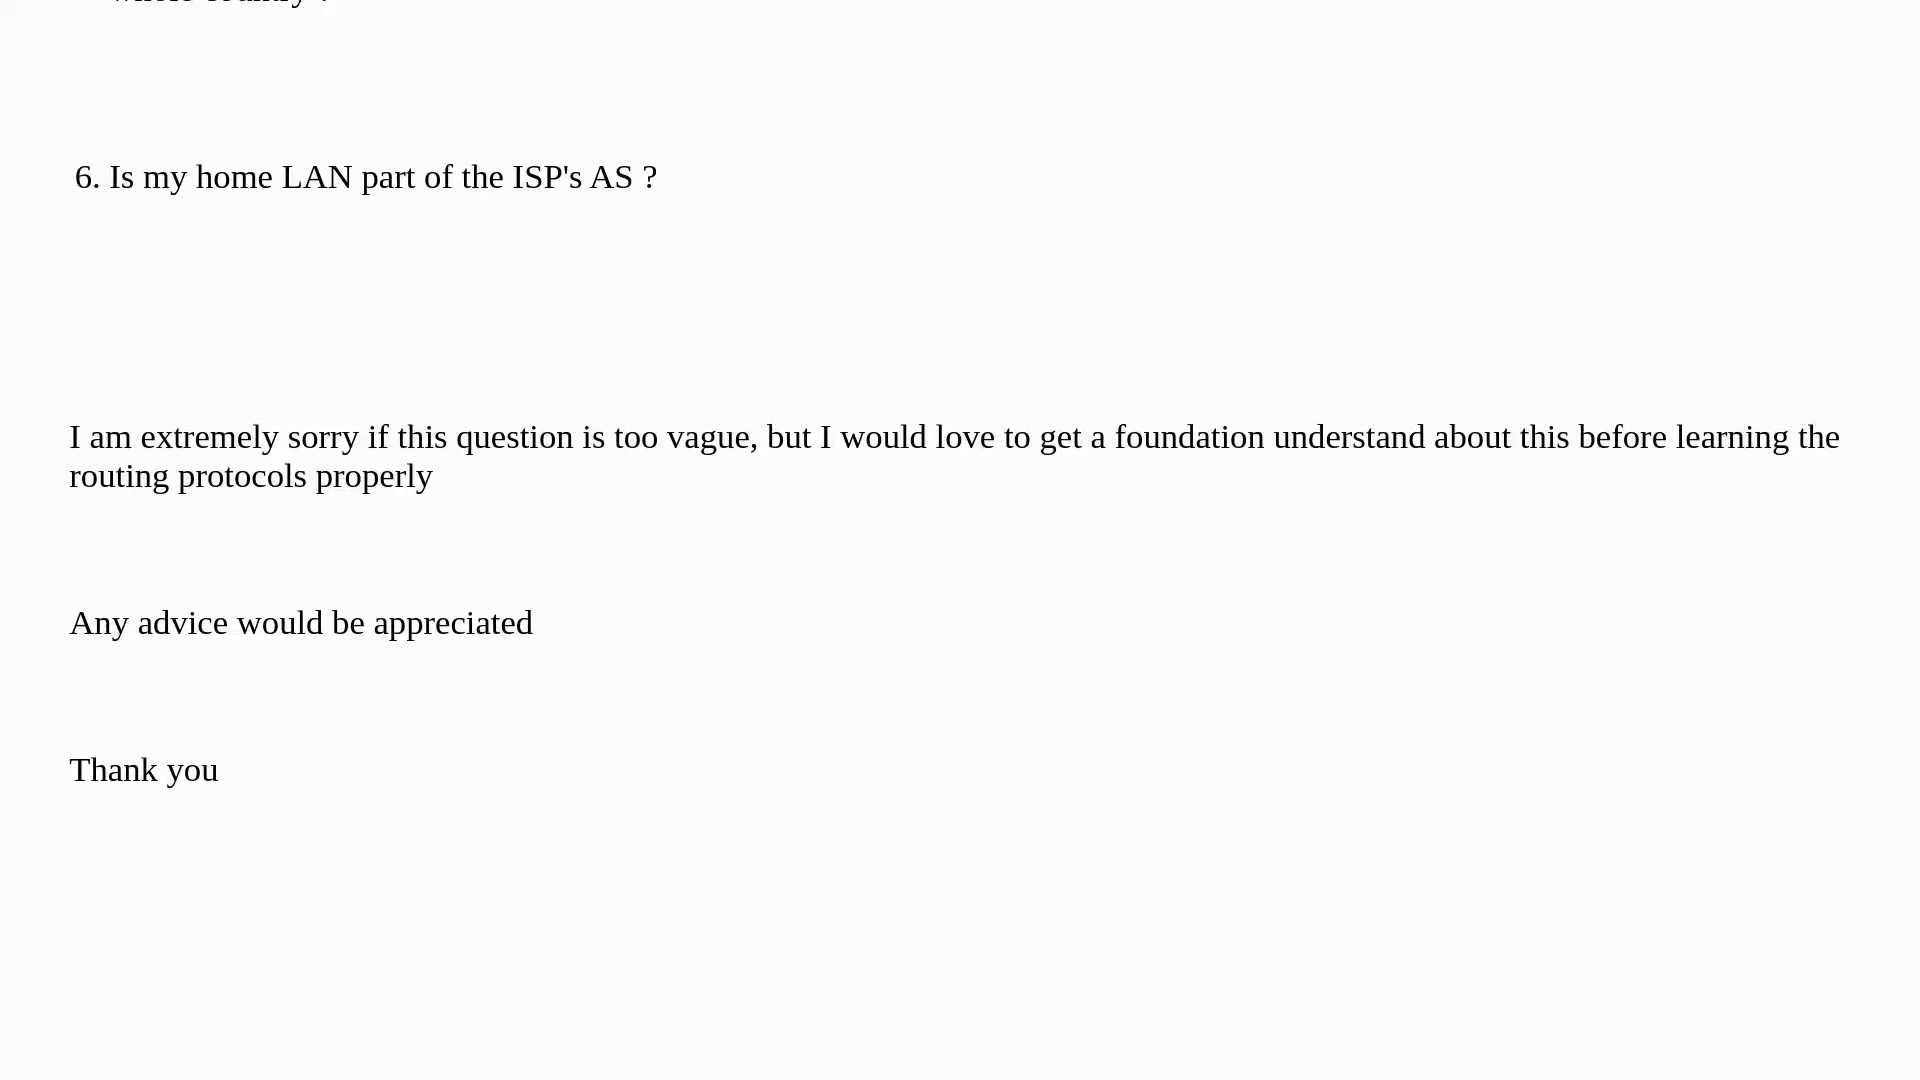 whole country ?
6. Is my home LAN part of the ISP's AS ?
I am extremely sorry if this question is too vague, but I would love to get a foundation understand about this before learning the
routing protocols properly
Any advice would be appreciated
Thank you